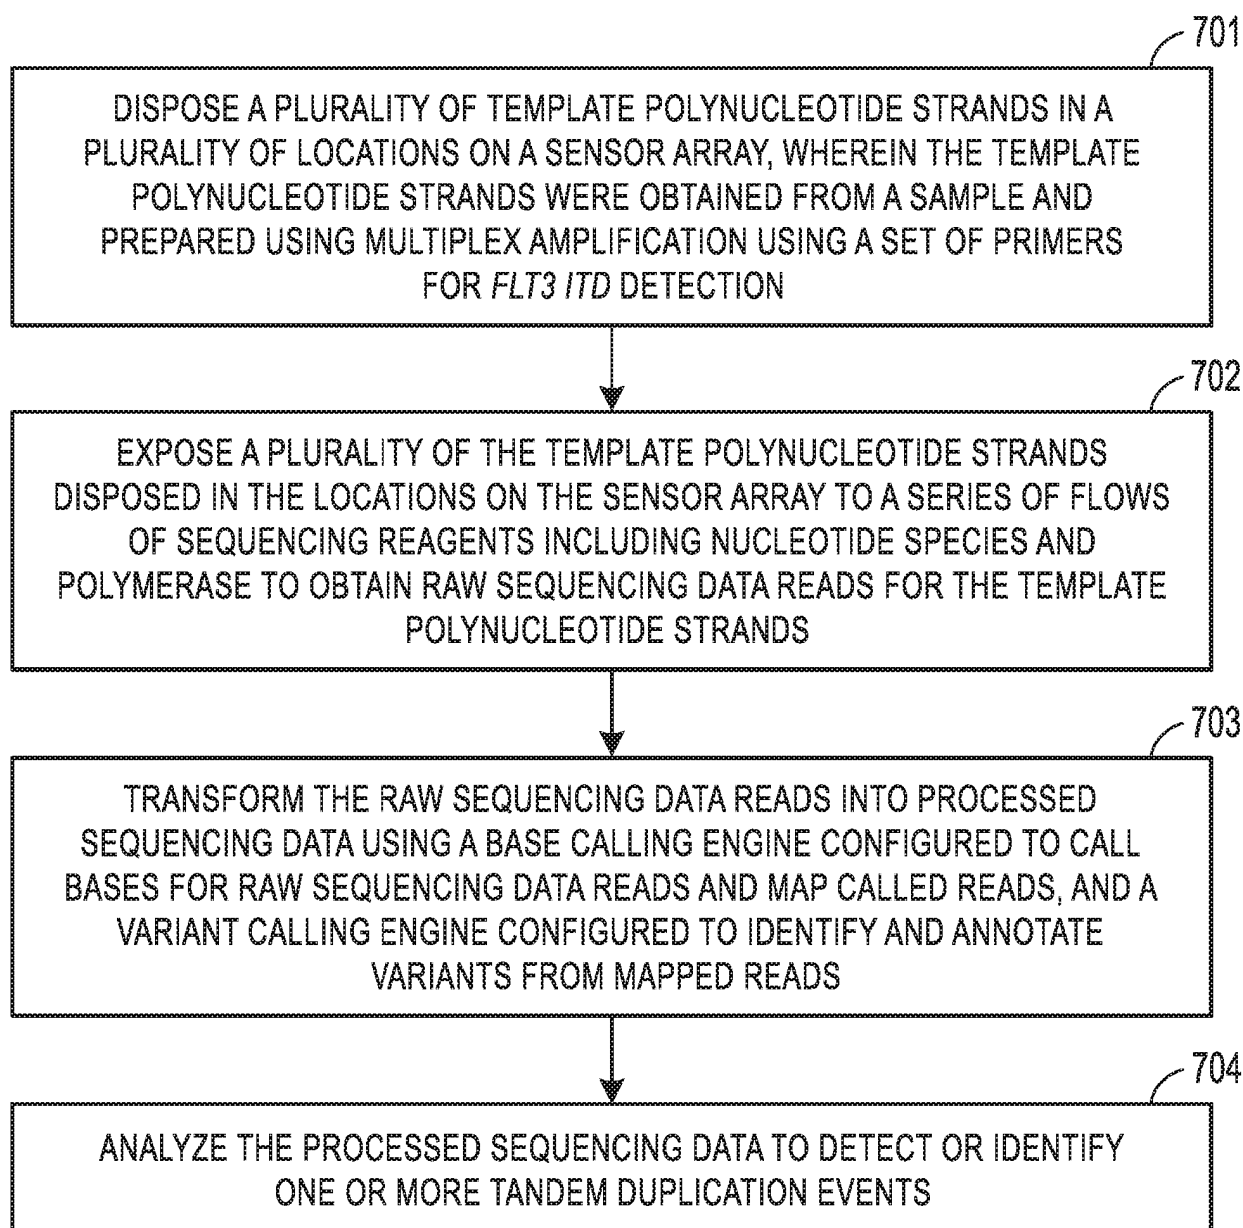 701
DISPOSE A PLURALITY OF TEMPLATE POLYNUCLEOTIDE STRANDS IN A
PLURALITY OF LOCATIONS ON A SENSOR ARRAY, WHEREIN THE TEMPLATE
POLYNUCLEOTIDE STRANDS WERE OBTAINED FROM A SAMPLE AND
PREPARED USING MULTIPLEX AMPLIFICATION USING A SET OF PRIMERS
FOR FLT3 ITD DETECTION
702
EXPOSE A PLURALITY OF THE TEMPLATE POLYNUCLEOTIDE STRANDS
DISPOSED IN THE LOCATIONS ON THE SENSOR ARRAY TO A SERIES OF FLOWS
OF SEQUENCING REAGENTS INCLUDING NUCLEOTIDE SPECIES AND
POLYMERASE TO OBTAIN RAW SEQUENCING DATA READS FOR THE TEMPLATE
POLYNUCLEOTIDE STRANDS
703
TRANSFORM THE RAW SEQUENCING DATA READS INTO PROCESSED
SEQUENCING DATA USING A BASE CALLING ENGINE CONFIGURED TO CALL
BASES FOR RAW SEQUENCING DATA READS AND MAP CALLED READS, AND A
VARIANT CALLING ENGINE CONFIGURED TO IDENTIFY AND ANNOTATE
VARIANTS FROM MAPPED READS
704
ANALYZE THE PROCESSED SEQUENCING DATA TO DETECT OR IDENTIFY
ONE OR MORE TANDEM DUPLICATION EVENTS